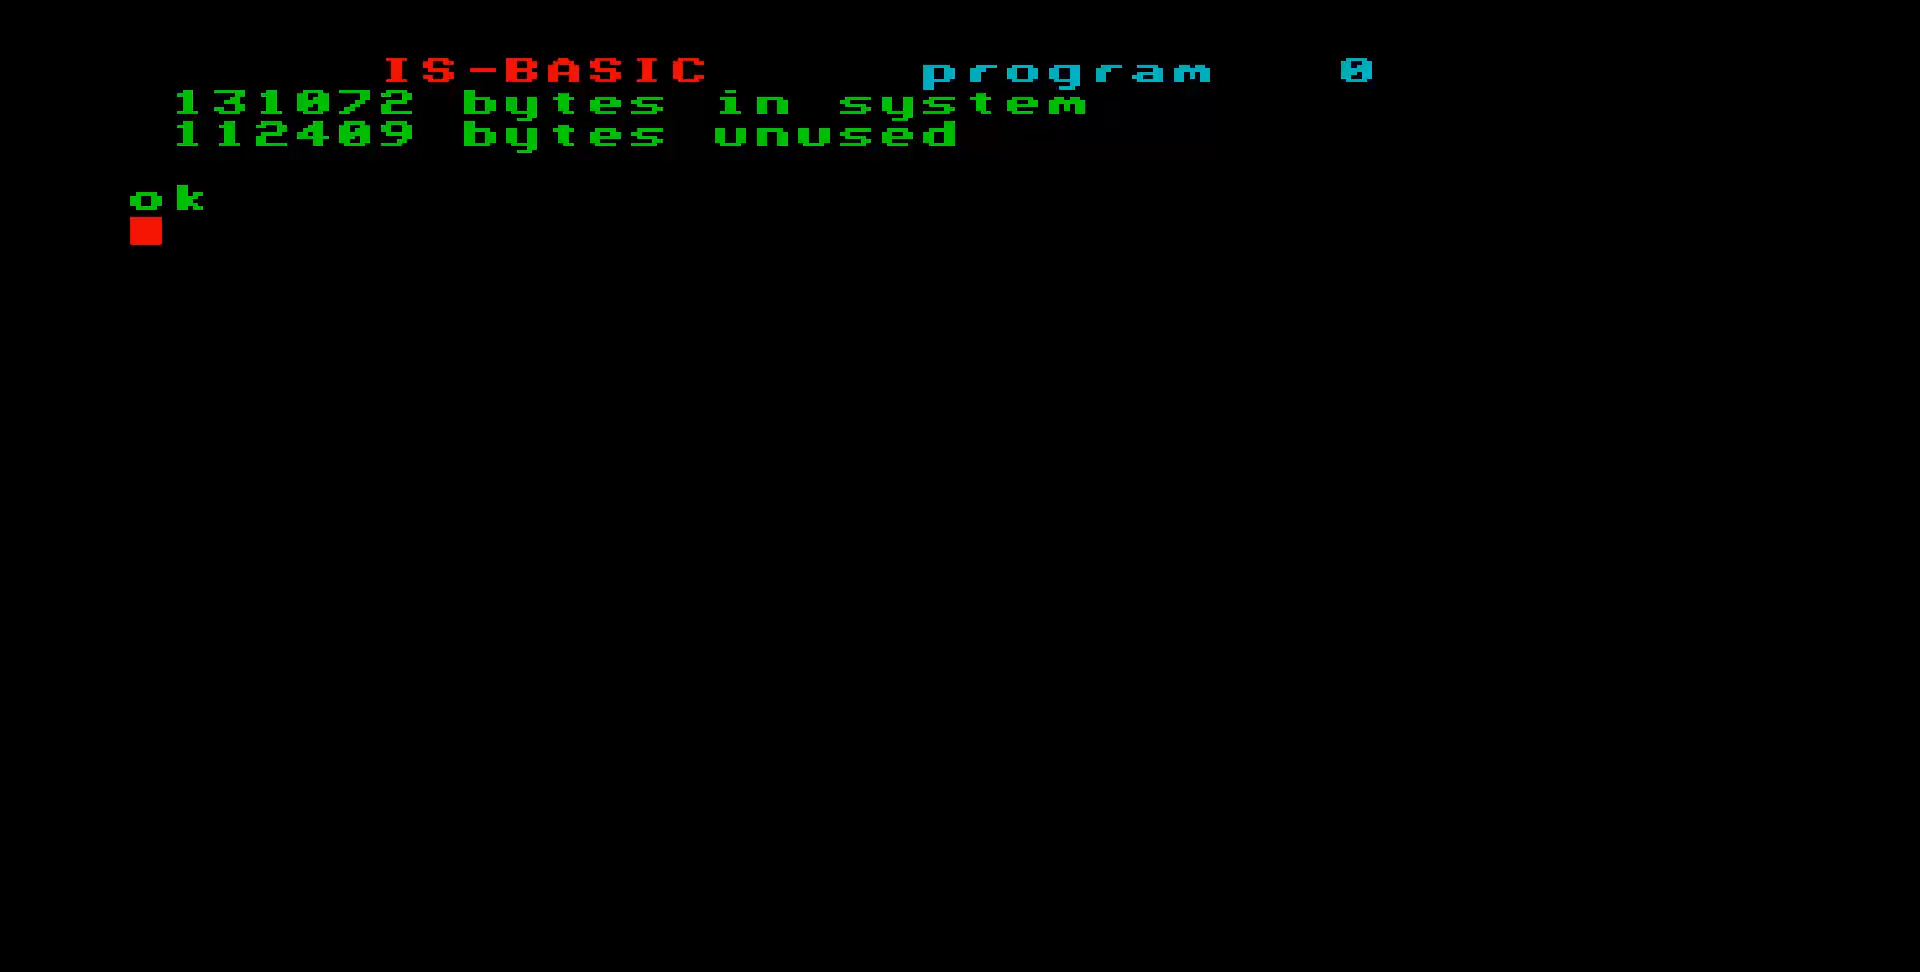 IS-BASIC program 0
131072 bytes in system
112409 bytes unused
ok